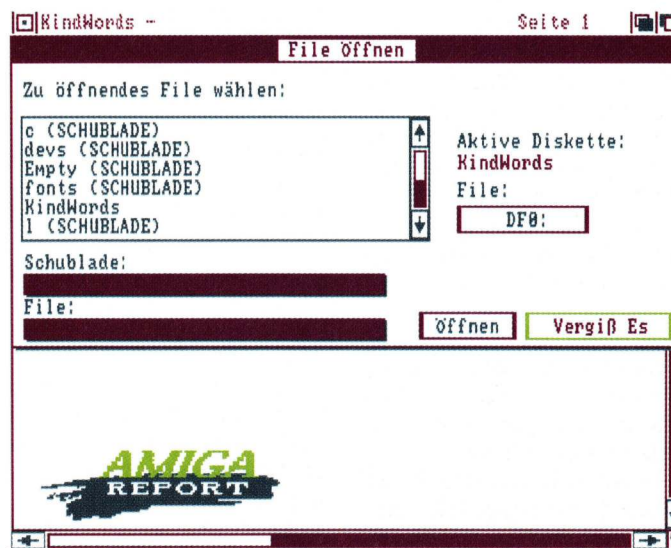 KindWords -
Seite 1
File Öffnen
Zu öffnendes File wählen:
c (SCHUBLADE)
devs (SCHUBLADE)
Empty (SCHUBLADE)
fonts (SCHUBLADE)
KindWords
l (SCHUBLADE)
Aktive Diskette:
KindWords
File:
DF0:
Schublade:
File:
Öffnen
Vergiß Es
AMIGA
REPORT